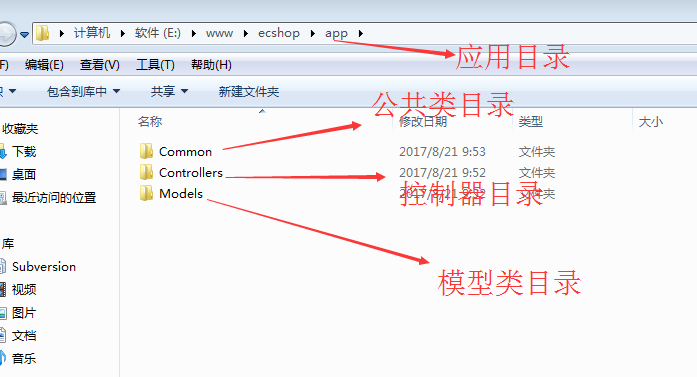 计算机 软件 (E:) www ecshop app
应用目录
F) 编辑(E) 查看(V) 工具(T) 帮助(H)
包含到库中 共享 新建文件夹
公共类目录
收藏夹 名称 修改日期 类型 大小
下载 Common 2017/8/21 9:53 文件夹
桌面 Controllers 2017/8/21 9:52 文件夹
控制器目录
最近访问的位置 Models 文件夹
库
模型类目录
Subversion
视频
图片
文档
音乐